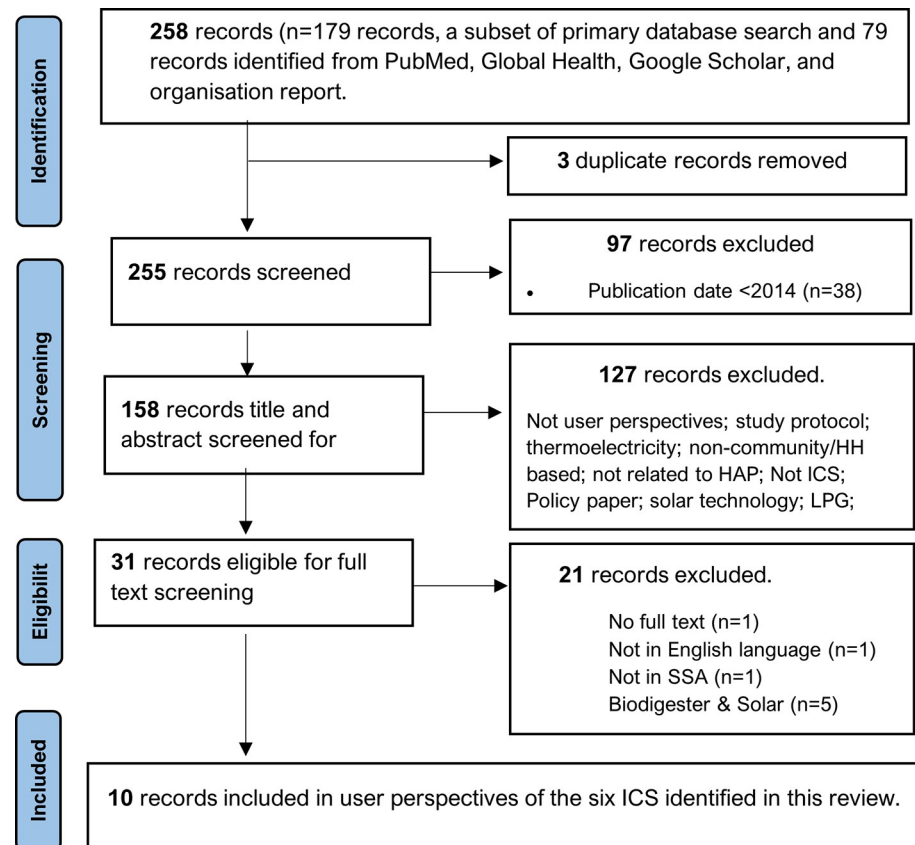 Identification
258 records (n=179 records, a subset of primary database search and 79
records identified from PubMed, Global Health, Google Scholar, and
organisation report.
3 duplicate records removed
Screening
255 records screened
97 records excluded
• Publication date <2014 (n=38)
158 records title and
abstract screened for
127 records excluded.
Not user perspectives; study protocol;
thermoelectricity; non-community/HH
based; not related to HAP; Not ICS;
Policy paper; solar technology; LPG;
Eligibilit
31 records eligible for full
text screening
21 records excluded.
No full text (n=1)
Not in English language (n=1)
Not in SSA (n=1)
Biodigester & Solar (n=5)
Included
10 records included in user perspectives of the six ICS identified in this review.